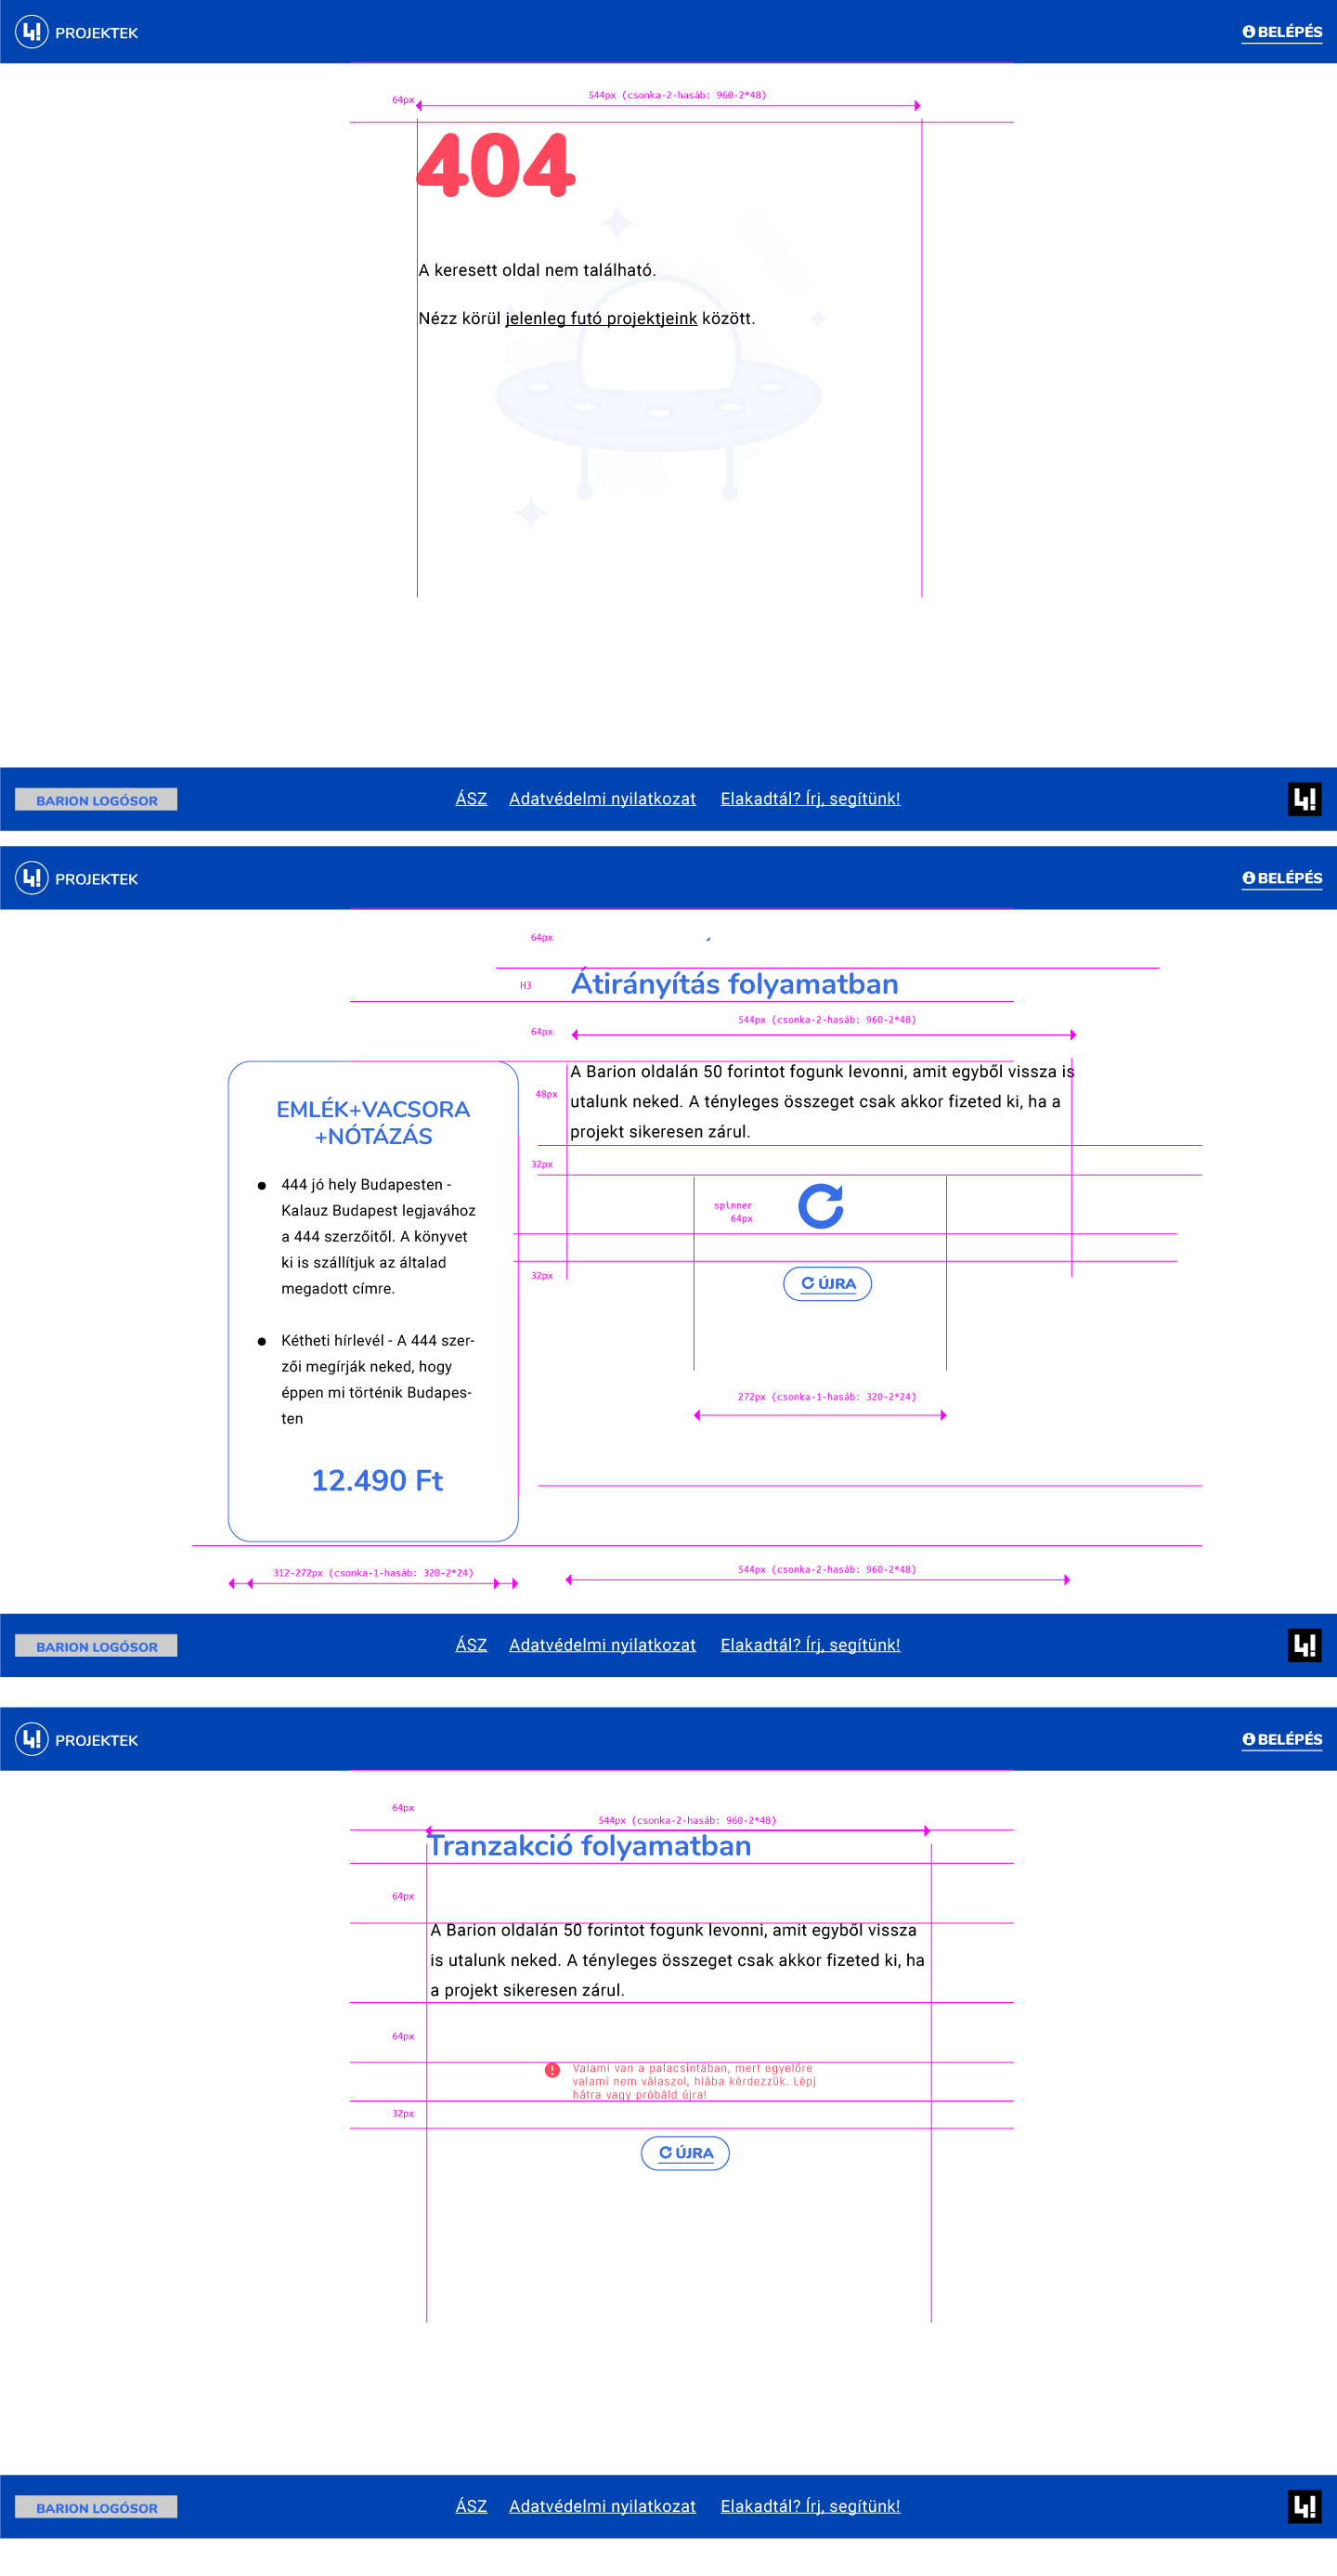 4! PROJEKTEK
BELÉPÉS
544px (csonka-2-hasáb: 960-2*48)
64px
404
A keresett oldal nem található.
Nézz körül jelenleg futó projektjeink között.
BARION LOGÓSOR
ÁSZ Adatvédelmi nyilatkozat Elakadtál? Írj, segítünk!
4!
4! PROJEKTEK
BELÉPÉS
64px
H3
Átirányítás folyamatban
544px (csonka-2-hasáb: 960-2*48)
64px
EMLÉK+VACSORA
+NÓTÁZÁS
444 jó hely Budapesten -
Kalauz Budapest legjavához
a 444 szerzőitől. A könyvet
ki is szállítjuk az általad
megadott címre.
Kétheti hírlevél - A 444 szer-
zői megírják neked, hogy
éppen mi történik Budapes-
ten
12.490 Ft
312-272px (csonka-1-hasáb: 320-2*24)
48px
A Barion oldalán 50 forintot fogunk levonni, amit egyből vissza is
utalunk neked. A tényleges összeget csak akkor fizeted ki, ha a
projekt sikeresen zárul.
32px
spinner
64px
32px
ÚJRA
272px (csonka-1-hasáb: 320-2*24)
544px (csonka-2-hasáb: 960-2*48)
BARION LOGÓSOR
ÁSZ Adatvédelmi nyilatkozat Elakadtál? Írj, segítünk!
4!
4! PROJEKTEK
BELÉPÉS
64px
544px (csonka-2-hasáb: 960-2*48)
Tranzakció folyamatban
64px
A Barion oldalán 50 forintot fogunk levonni, amit egyből vissza
is utalunk neked. A tényleges összeget csak akkor fizeted ki, ha
a projekt sikeresen zárul.
64px
Valami van a palacsintában, mert egyelőre
valami nem válaszol, hiába kérdezzük. Lépj
hátra vagy próbáld újra!
32px
ÚJRA
BARION LOGÓSOR
ÁSZ Adatvédelmi nyilatkozat Elakadtál? Írj, segítünk!
4!